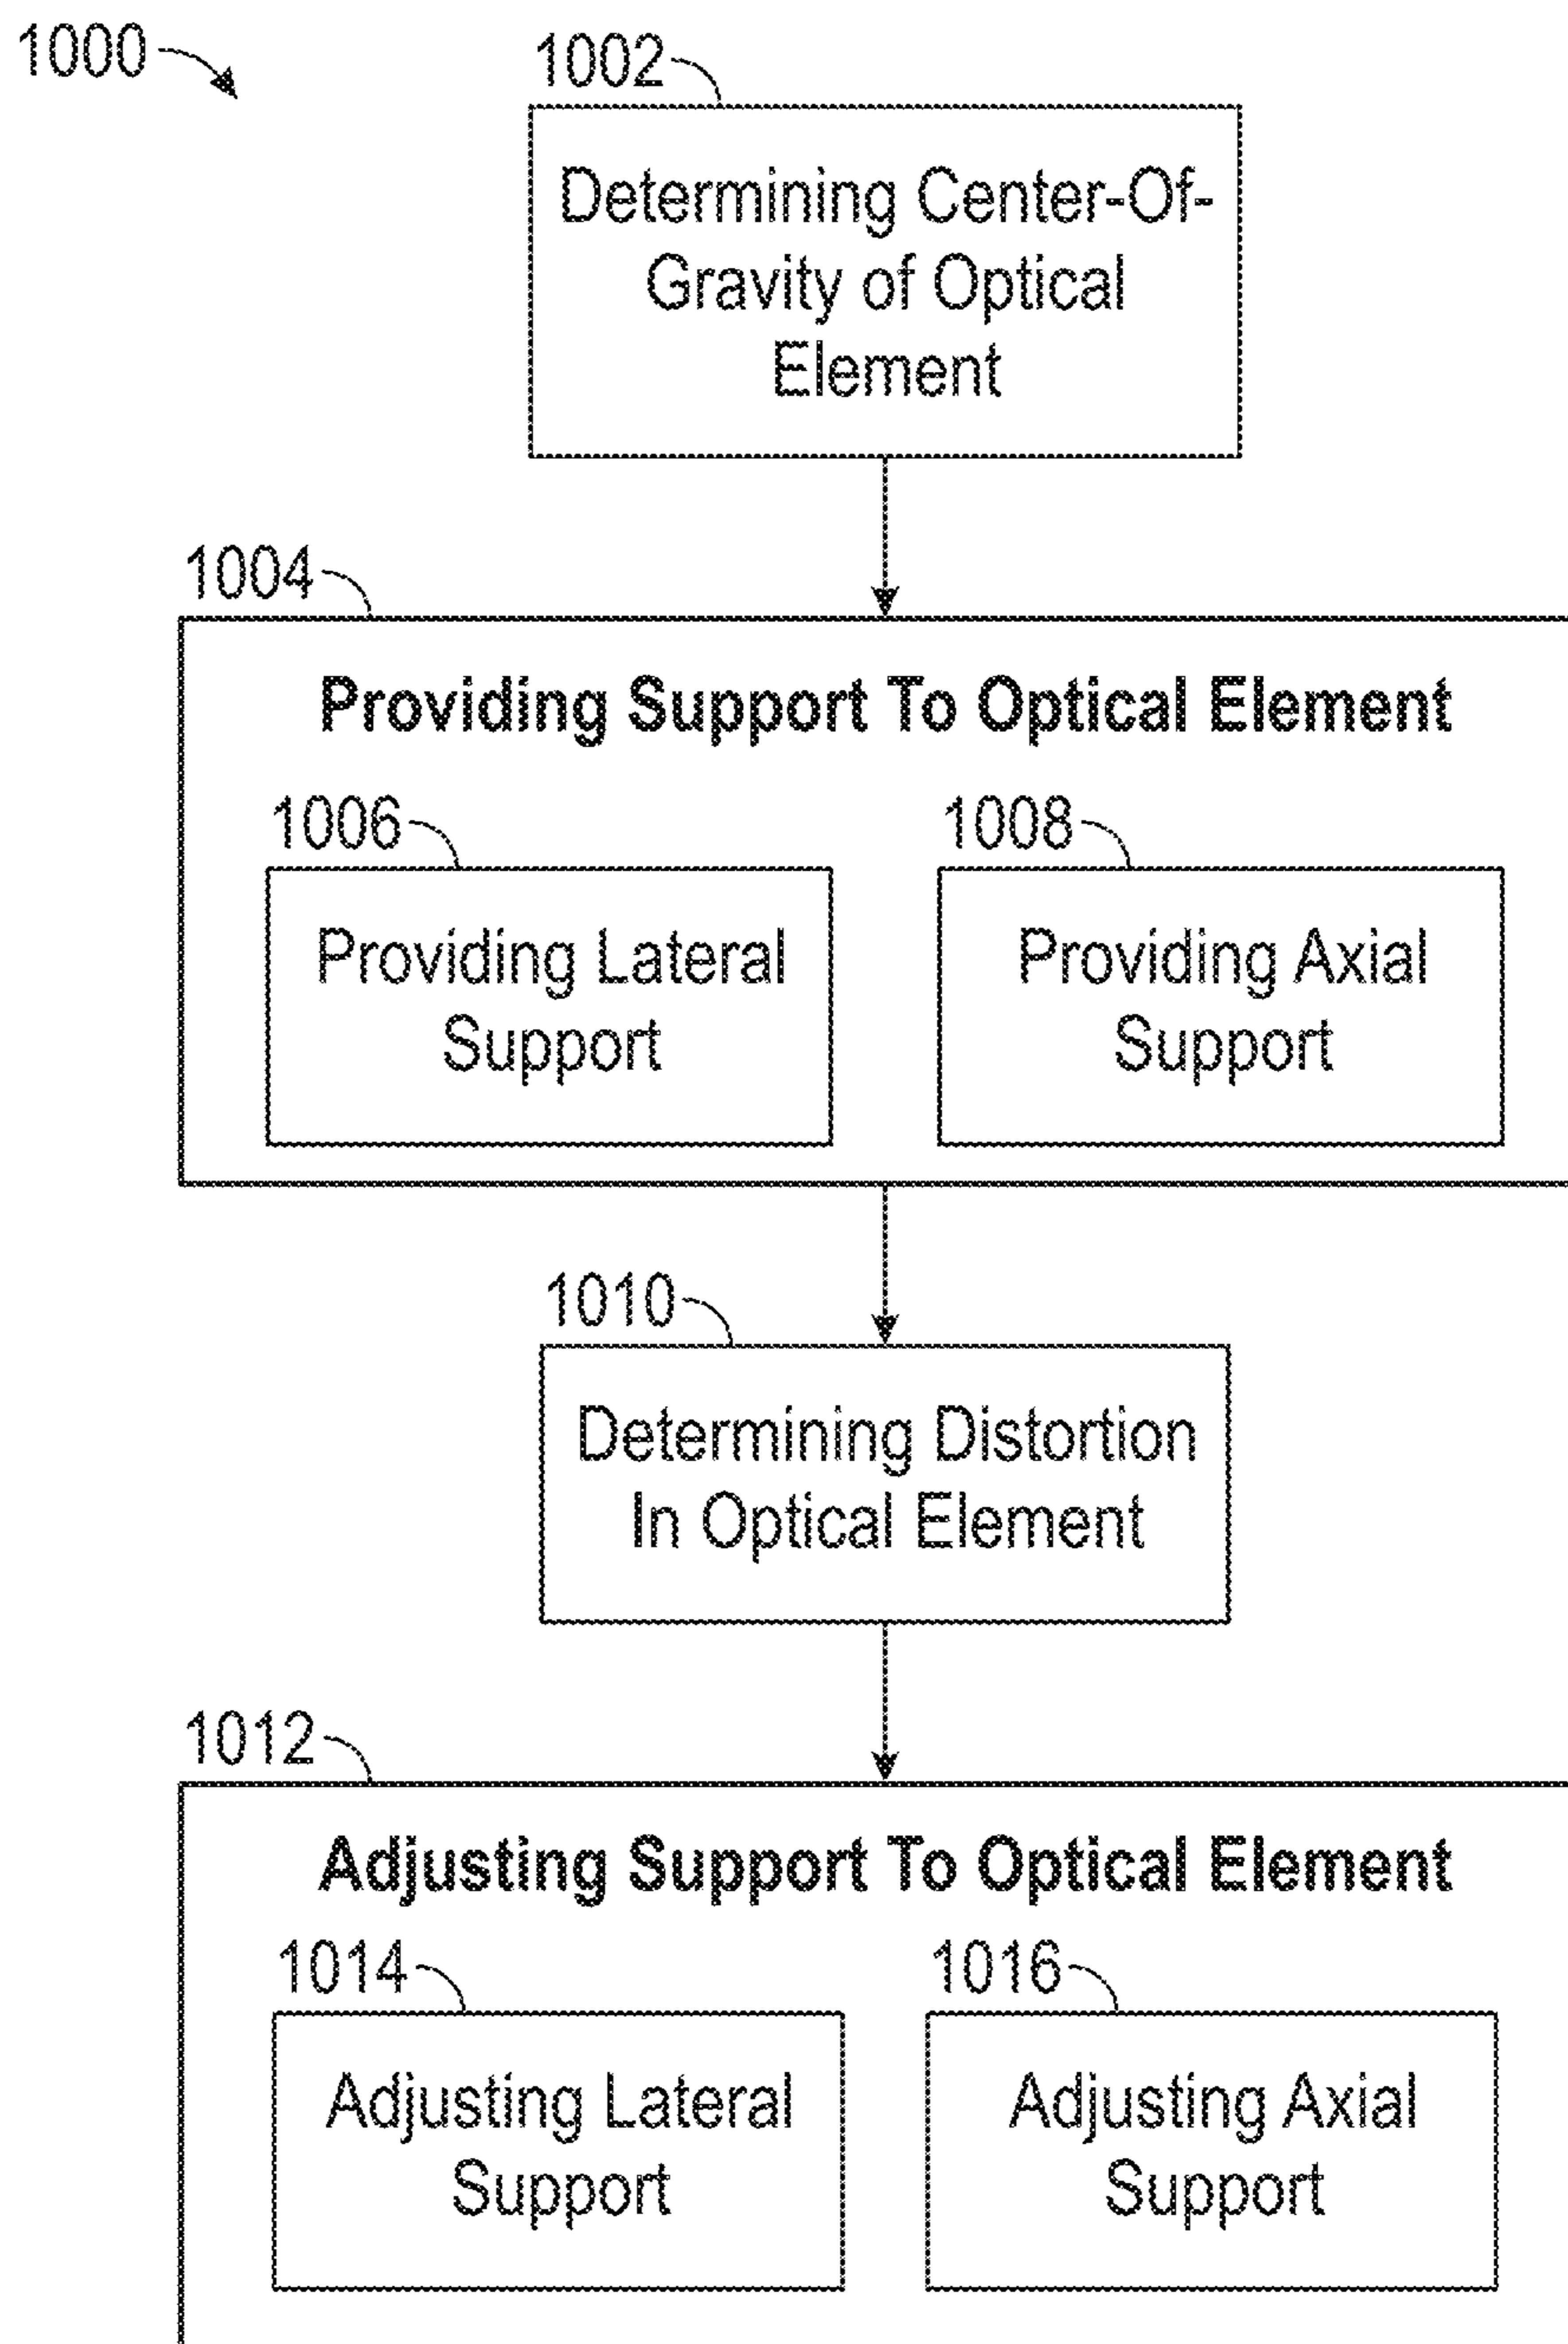 1000
1002
Determining Center-Of-
Gravity of Optical
Element
1004
Providing Support To Optical Element
1006
Providing Lateral
Support
1008
Providing Axial
Support
1010
Determining Distortion
In Optical Element
1012
Adjusting Support To Optical Element
1014
Adjusting Lateral
Support
1016
Adjusting Axial
Support